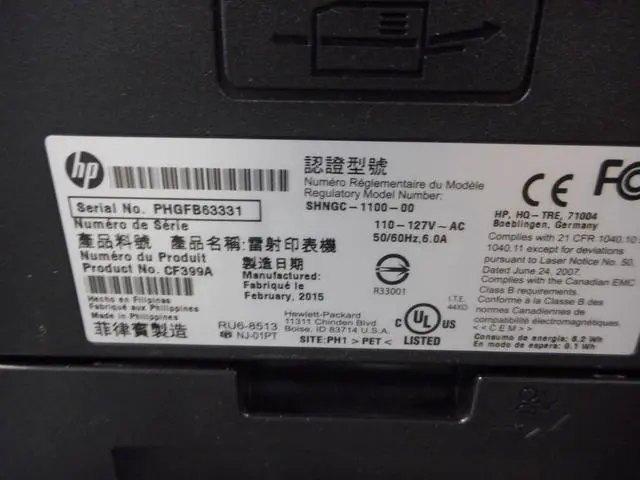 hp
認證型號
Numéro Réglementaire du Modèle
Regulatory Model Number:
SHNGC-1100-00
Serial No. PHGFB63331
Numéro de Série
產品料號 產品名稱:雷射印表機
Numéro du Produit
Product No. CF399A
110-127V~AC
50/60Hz,6.0A
製造日期
Manufactured:
Fabriqué le
February, 2015
R33001
Hecho en Filipinas
Fabriqué aux Philippines
Made in Philippines
菲律賓製造
RU6-8513
NJ-01PT
Hewlett-Packard
11311 Chinden Blvd
Boise, ID 83714 U.S.A.
SITE:PH1 > PET <
I.T.E.
44XD
C UL US
LISTED
CE FC
HP, HQ-TRE, 71004
Boeblingen, Germany
Complies with 21 CFR 1040.10
1040.11 except for deviations
pursuant to Laser Notice No. 50,
Dated June 24, 2007.
Complies with the Canadian EMC
Class B requirements.
Conforme à la classe B des
normes Canadiennes de
compatibilité électromagnétiques
<<CEM>>
Consumo de energía: 6.2 Wh
En modo de espera: 0.1 Wh